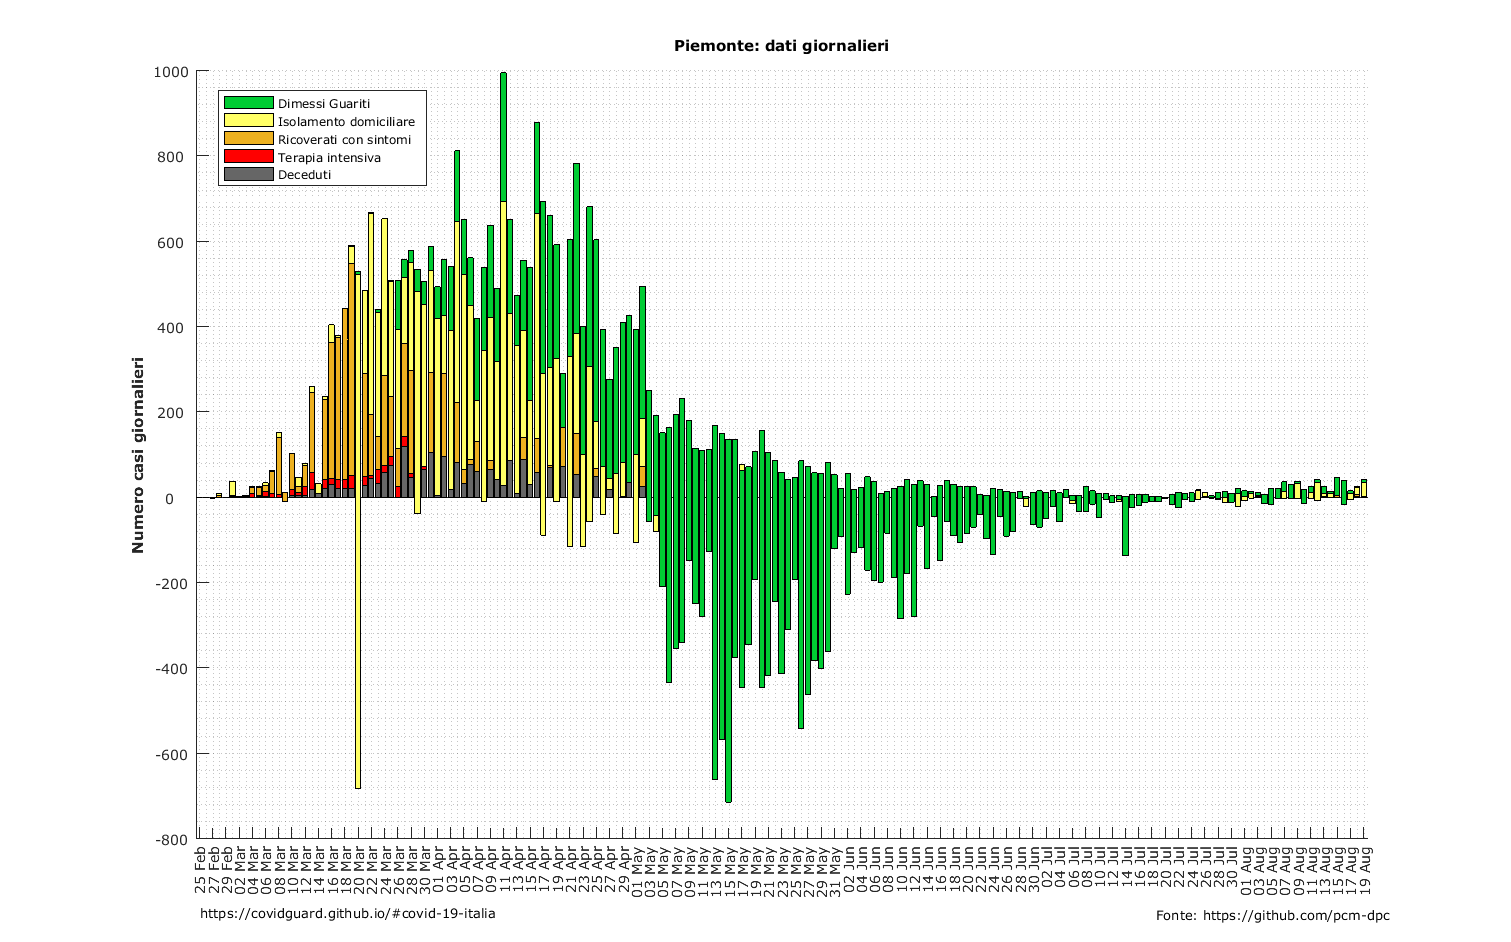 Piemonte: dati giornalieri
Numero casi giornalieri
1000
800
600
400
200
0
-200
-400
-600
-800
Dimessi Guariti
Isolamento domiciliare
Ricoverati con sintomi
Terapia intensiva
Deceduti
25 Feb
27 Feb
29 Feb
02 Mar
04 Mar
06 Mar
08 Mar
10 Mar
12 Mar
14 Mar
16 Mar
18 Mar
20 Mar
22 Mar
24 Mar
26 Mar
28 Mar
30 Mar
01 Apr
03 Apr
05 Apr
07 Apr
09 Apr
11 Apr
13 Apr
15 Apr
17 Apr
19 Apr
21 Apr
23 Apr
25 Apr
27 Apr
29 Apr
01 May
03 May
05 May
07 May
09 May
11 May
13 May
15 May
17 May
19 May
21 May
23 May
25 May
27 May
29 May
31 May
02 Jun
04 Jun
06 Jun
08 Jun
10 Jun
12 Jun
14 Jun
16 Jun
18 Jun
20 Jun
22 Jun
24 Jun
26 Jun
28 Jun
30 Jun
02 Jul
04 Jul
06 Jul
08 Jul
10 Jul
12 Jul
14 Jul
16 Jul
18 Jul
20 Jul
22 Jul
24 Jul
26 Jul
28 Jul
30 Jul
01 Aug
03 Aug
05 Aug
07 Aug
09 Aug
11 Aug
13 Aug
15 Aug
17 Aug
19 Aug
https://covidguard.github.io/#covid-19-italia
Fonte: https://github.com/pcm-dpc